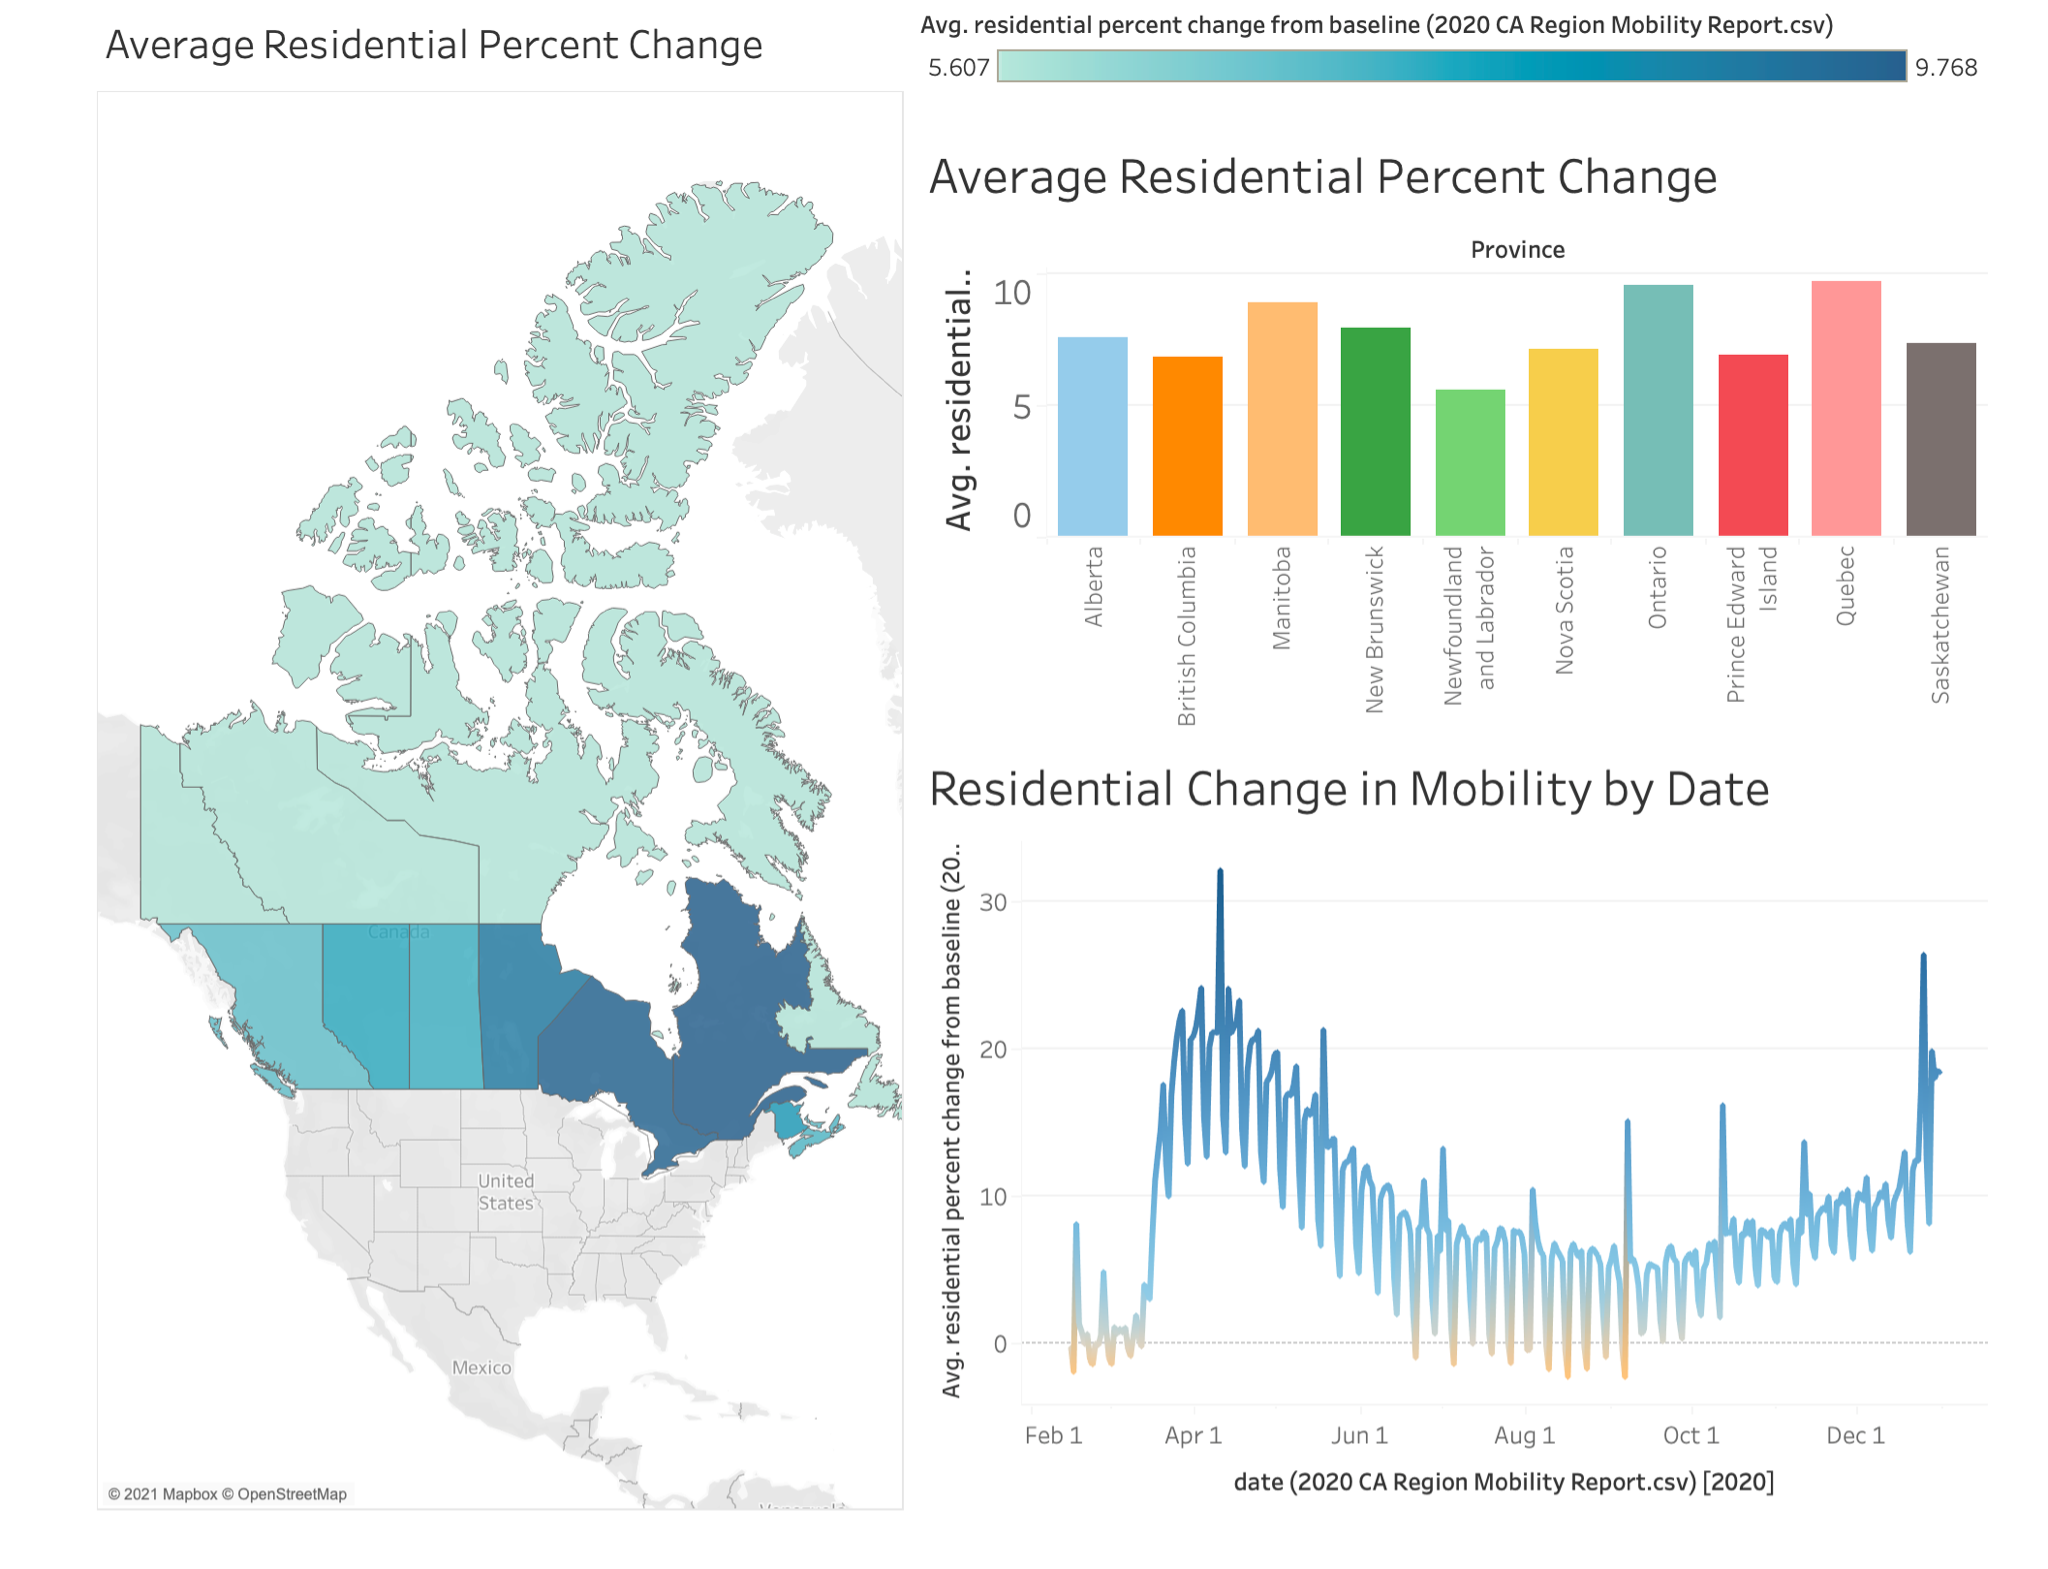 Average Residential Percent Change
Avg. residential percent change from baseline (2020 CA Region Mobility Report.csv)
5.607
9.768
Canada
United
States
Mexico
© 2021 Mapbox © OpenStreetMap
Average Residential Percent Change
Province
Avg. residential..
10
5
0
Alberta
British Columbia
Manitoba
New Brunswick
Newfoundland
and Labrador
Nova Scotia
Ontario
Prince Edward
Island
Quebec
Saskatchewan
Residential Change in Mobility by Date
Avg. residential percent change from baseline (20..
30
20
10
0
Feb 1
Apr 1
Jun 1
Aug 1
Oct 1
Dec 1
date (2020 CA Region Mobility Report.csv) [2020]